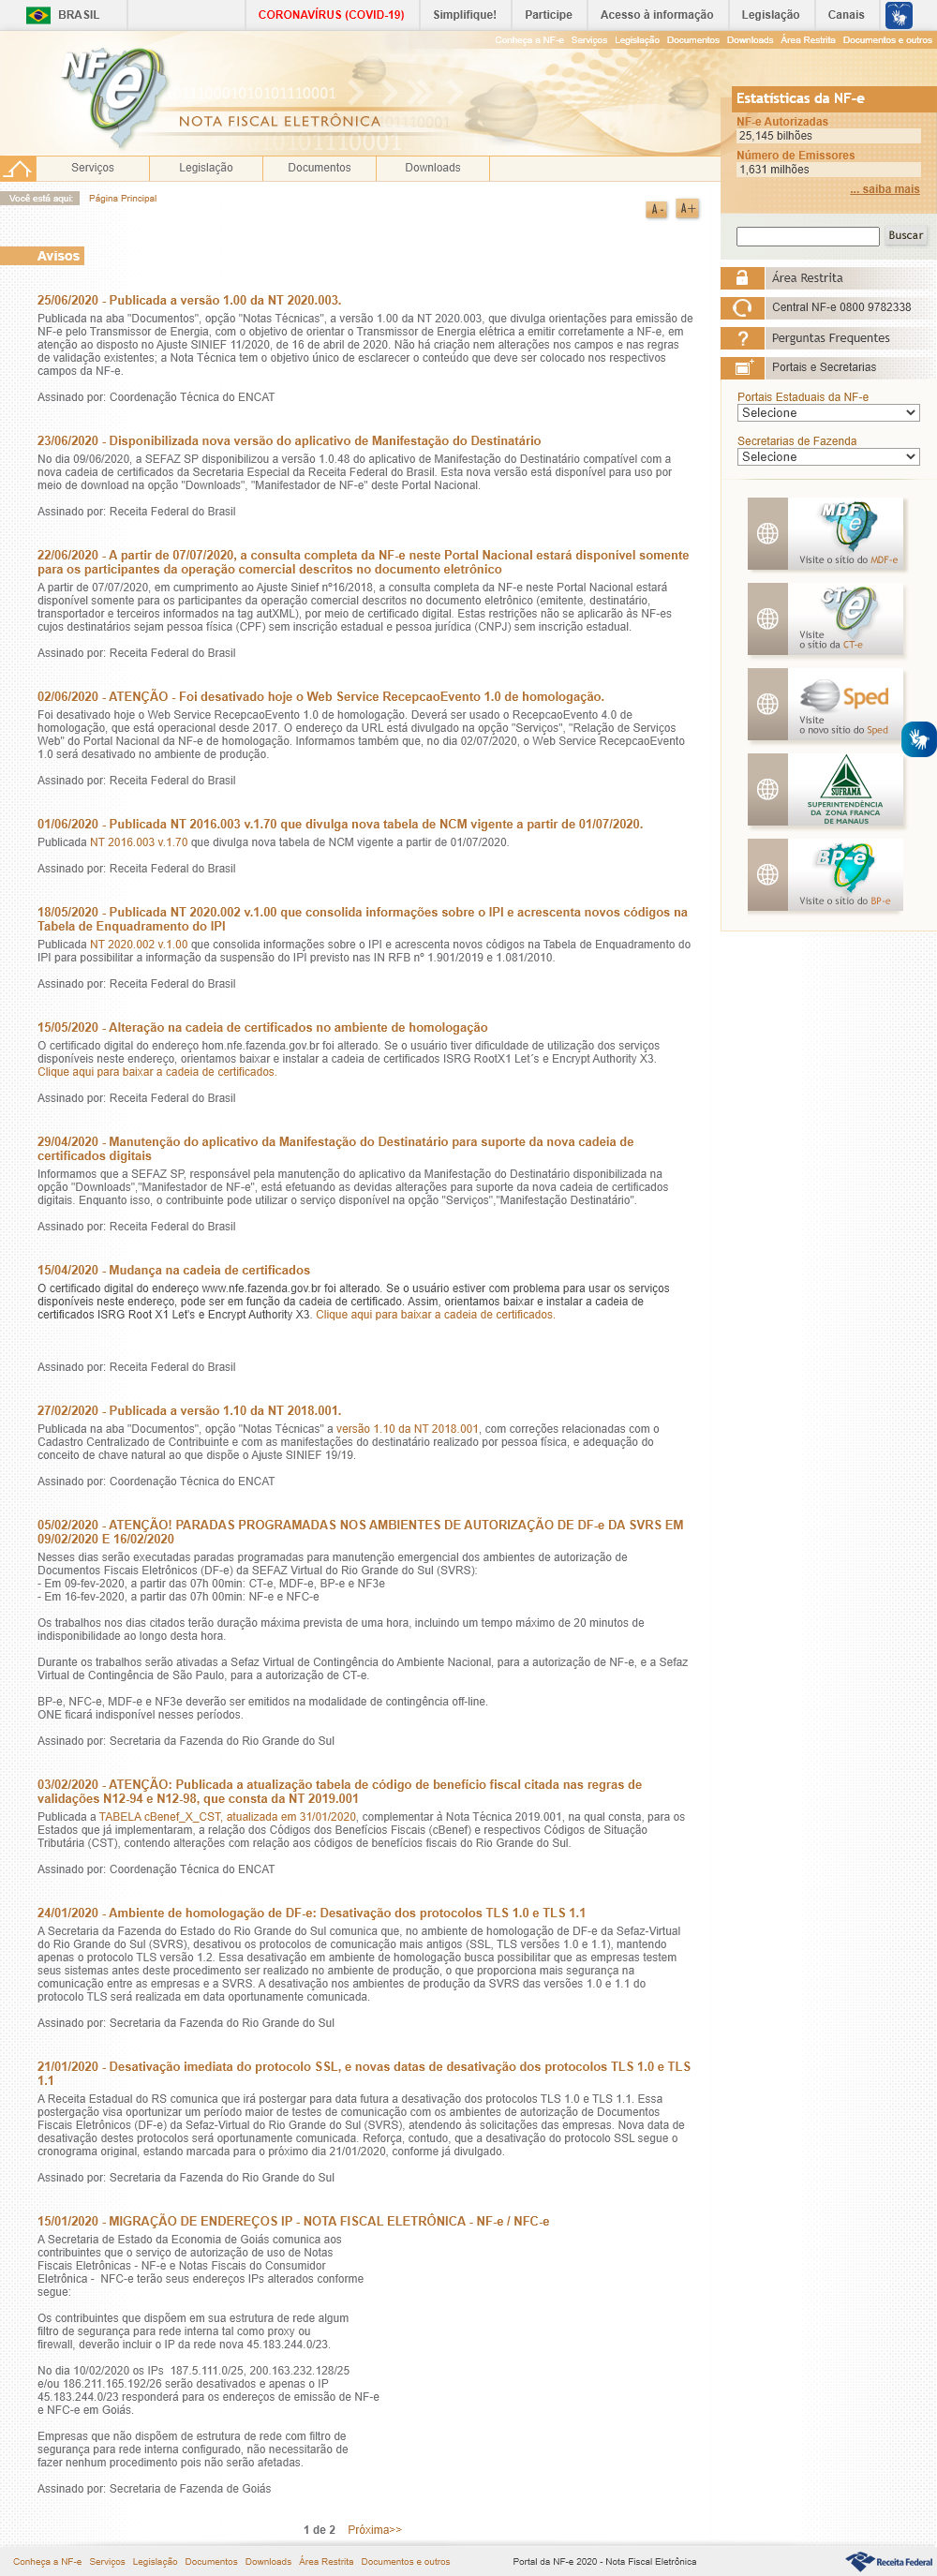 BRASIL
CORONAVÍRUS (COVID-19)
Simplifique!
Participe
Acesso à informação
Legislação
Canais
Conheça a NF-e Serviços Legislação Documentos Downloads Área Restrita Documentos e outros
NF-e
NOTA FISCAL ELETRÔNICA
Serviços
Legislação
Documentos
Downloads
Você está aqui: Página Principal
A - A+
Estatísticas da NF-e
NF-e Autorizadas
25,145 bilhões
Número de Emissores
1,631 milhões
... saiba mais
Buscar
Área Restrita
Central NF-e 0800 9782338
Perguntas Frequentes
Portais e Secretarias
Portais Estaduais da NF-e
Selecione
Secretarias de Fazenda
Selecione
MDF e
Visite o sítio do MDF-e
CTe
Visite
o sítio da CT-e
Sped
Visite
o novo sítio do Sped
SUFRAMA
SUPERINTENDÊNCIA
DA ZONA FRANCA
DE MANAUS
BP-e
Visite o sítio do BP-e
Avisos
25/06/2020 - Publicada a versão 1.00 da NT 2020.003.
Publicada na aba "Documentos", opção "Notas Técnicas", a versão 1.00 da NT 2020.003, que divulga orientações para emissão de
NF-e pelo Transmissor de Energia, com o objetivo de orientar o Transmissor de Energia elétrica a emitir corretamente a NF-e, em
atenção ao disposto no Ajuste SINIEF 11/2020, de 16 de abril de 2020. Não há criação nem alterações nos campos e nas regras
de validação existentes; a Nota Técnica tem o objetivo único de esclarecer o conteúdo que deve ser colocado nos respectivos
campos da NF-e.
Assinado por: Coordenação Técnica do ENCAT
23/06/2020 - Disponibilizada nova versão do aplicativo de Manifestação do Destinatário
No dia 09/06/2020, a SEFAZ SP disponibilizou a versão 1.0.48 do aplicativo de Manifestação do Destinatário compatível com a
nova cadeia de certificados da Secretaria Especial da Receita Federal do Brasil. Esta nova versão está disponível para uso por
meio de download na opção "Downloads", "Manifestador de NF-e" deste Portal Nacional.
Assinado por: Receita Federal do Brasil
22/06/2020 - A partir de 07/07/2020, a consulta completa da NF-e neste Portal Nacional estará disponível somente
para os participantes da operação comercial descritos no documento eletrônico
A partir de 07/07/2020, em cumprimento ao Ajuste Sinief nº16/2018, a consulta completa da NF-e neste Portal Nacional estará
disponível somente para os participantes da operação comercial descritos no documento eletrônico (emitente, destinatário,
transportador e terceiros informados na tag autXML), por meio de certificado digital. Estas restrições não se aplicarão às NF-es
cujos destinatários sejam pessoa física (CPF) sem inscrição estadual e pessoa jurídica (CNPJ) sem inscrição estadual.
Assinado por: Receita Federal do Brasil
02/06/2020 - ATENÇÃO - Foi desativado hoje o Web Service RecepcaoEvento 1.0 de homologação.
Foi desativado hoje o Web Service RecepcaoEvento 1.0 de homologação. Deverá ser usado o RecepcaoEvento 4.0 de
homologação, que está operacional desde 2017. O endereço da URL está divulgado na opção "Serviços", "Relação de Serviços
Web" do Portal Nacional da NF-e de homologação. Informamos também que, no dia 02/07/2020, o Web Service RecepcaoEvento
1.0 será desativado no ambiente de produção.
Assinado por: Receita Federal do Brasil
01/06/2020 - Publicada NT 2016.003 v.1.70 que divulga nova tabela de NCM vigente a partir de 01/07/2020.
Publicada NT 2016.003 v.1.70 que divulga nova tabela de NCM vigente a partir de 01/07/2020.
Assinado por: Receita Federal do Brasil
18/05/2020 - Publicada NT 2020.002 v.1.00 que consolida informações sobre o IPI e acrescenta novos códigos na
Tabela de Enquadramento do IPI
Publicada NT 2020.002 v.1.00 que consolida informações sobre o IPI e acrescenta novos códigos na Tabela de Enquadramento do
IPI para possibilitar a informação da suspensão do IPI previsto nas IN RFB nº 1.901/2019 e 1.081/2010.
Assinado por: Receita Federal do Brasil
15/05/2020 - Alteração na cadeia de certificados no ambiente de homologação
O certificado digital do endereço hom.nfe.fazenda.gov.br foi alterado. Se o usuário tiver dificuldade de utilização dos serviços
disponíveis neste endereço, orientamos baixar e instalar a cadeia de certificados ISRG RootX1 Let´s e Encrypt Authority X3.
Clique aqui para baixar a cadeia de certificados.
Assinado por: Receita Federal do Brasil
29/04/2020 - Manutenção do aplicativo da Manifestação do Destinatário para suporte da nova cadeia de
certificados digitais
Informamos que a SEFAZ SP, responsável pela manutenção do aplicativo da Manifestação do Destinatário disponibilizada na
opção "Downloads","Manifestador de NF-e", está efetuando as devidas alterações para suporte da nova cadeia de certificados
digitais. Enquanto isso, o contribuinte pode utilizar o serviço disponível na opção "Serviços","Manifestação Destinatário".
Assinado por: Receita Federal do Brasil
15/04/2020 - Mudança na cadeia de certificados
O certificado digital do endereço www.nfe.fazenda.gov.br foi alterado. Se o usuário estiver com problema para usar os serviços
disponíveis neste endereço, pode ser em função da cadeia de certificado. Assim, orientamos baixar e instalar a cadeia de
certificados ISRG Root X1 Let's e Encrypt Authority X3. Clique aqui para baixar a cadeia de certificados.
Assinado por: Receita Federal do Brasil
27/02/2020 - Publicada a versão 1.10 da NT 2018.001.
Publicada na aba "Documentos", opção "Notas Técnicas" a versão 1.10 da NT 2018.001, com correções relacionadas com o
Cadastro Centralizado de Contribuinte e com as manifestações do destinatário realizado por pessoa física, e adequação do
conceito de chave natural ao que dispõe o Ajuste SINIEF 19/19.
Assinado por: Coordenação Técnica do ENCAT
05/02/2020 - ATENÇÃO! PARADAS PROGRAMADAS NOS AMBIENTES DE AUTORIZAÇÃO DE DF-e DA SVRS EM
09/02/2020 E 16/02/2020
Nesses dias serão executadas paradas programadas para manutenção emergencial dos ambientes de autorização de
Documentos Fiscais Eletrônicos (DF-e) da SEFAZ Virtual do Rio Grande do Sul (SVRS):
- Em 09-fev-2020, a partir das 07h 00min: CT-e, MDF-e, BP-e e NF3e
- Em 16-fev-2020, a partir das 07h 00min: NF-e e NFC-e
Os trabalhos nos dias citados terão duração máxima prevista de uma hora, incluindo um tempo máximo de 20 minutos de
indisponibilidade ao longo desta hora.
Durante os trabalhos serão ativadas a Sefaz Virtual de Contingência do Ambiente Nacional, para a autorização de NF-e, e a Sefaz
Virtual de Contingência de São Paulo, para a autorização de CT-e.
BP-e, NFC-e, MDF-e e NF3e deverão ser emitidos na modalidade de contingência off-line.
ONE ficará indisponível nesses períodos.
Assinado por: Secretaria da Fazenda do Rio Grande do Sul
03/02/2020 - ATENÇÃO: Publicada a atualização tabela de código de benefício fiscal citada nas regras de
validações N12-94 e N12-98, que consta da NT 2019.001
Publicada a TABELA cBenef_X_CST, atualizada em 31/01/2020, complementar à Nota Técnica 2019.001, na qual consta, para os
Estados que já implementaram, a relação dos Códigos dos Benefícios Fiscais (cBenef) e respectivos Códigos de Situação
Tributária (CST), contendo alterações com relação aos códigos de benefícios fiscais do Rio Grande do Sul.
Assinado por: Coordenação Técnica do ENCAT
24/01/2020 - Ambiente de homologação de DF-e: Desativação dos protocolos TLS 1.0 e TLS 1.1
A Secretaria da Fazenda do Estado do Rio Grande do Sul comunica que, no ambiente de homologação de DF-e da Sefaz-Virtual
do Rio Grande do Sul (SVRS), desativou os protocolos de comunicação mais antigos (SSL, TLS versões 1.0 e 1.1), mantendo
apenas o protocolo TLS versão 1.2. Essa desativação em ambiente de homologação busca possibilitar que as empresas testem
seus sistemas antes deste procedimento ser realizado no ambiente de produção, o que proporciona mais segurança na
comunicação entre as empresas e a SVRS. A desativação nos ambientes de produção da SVRS das versões 1.0 e 1.1 do
protocolo TLS será realizada em data oportunamente comunicada.
Assinado por: Secretaria da Fazenda do Rio Grande do Sul
21/01/2020 - Desativação imediata do protocolo SSL, e novas datas de desativação dos protocolos TLS 1.0 e TLS
1.1
A Receita Estadual do RS comunica que irá postergar para data futura a desativação dos protocolos TLS 1.0 e TLS 1.1. Essa
postergação visa oportunizar um período maior de testes de comunicação com os ambientes de autorização de Documentos
Fiscais Eletrônicos (DF-e) da Sefaz-Virtual do Rio Grande do Sul (SVRS), atendendo às solicitações das empresas. Nova data de
desativação destes protocolos será oportunamente comunicada. Reforça, contudo, que a desativação do protocolo SSL segue o
cronograma original, estando marcada para o próximo dia 21/01/2020, conforme já divulgado.
Assinado por: Secretaria da Fazenda do Rio Grande do Sul
15/01/2020 - MIGRAÇÃO DE ENDEREÇOS IP - NOTA FISCAL ELETRÔNICA - NF-e / NFC-e
A Secretaria de Estado da Economia de Goiás comunica aos
contribuintes que o serviço de autorização de uso de Notas
Fiscais Eletrônicas - NF-e e Notas Fiscais do Consumidor
Eletrônica - NFC-e terão seus endereços IPs alterados conforme
segue:
Os contribuintes que dispõem em sua estrutura de rede algum
filtro de segurança para rede interna tal como proxy ou
firewall, deverão incluir o IP da rede nova 45.183.244.0/23.
No dia 10/02/2020 os IPs 187.5.111.0/25, 200.163.232.128/25
e/ou 186.211.165.192/26 serão desativados e apenas o IP
45.183.244.0/23 responderá para os endereços de emissão de NF-e
e NFC-e em Goiás.
Empresas que não dispõem de estrutura de rede com filtro de
segurança para rede interna configurado, não necessitarão de
fazer nenhum procedimento pois não serão afetadas.
Assinado por: Secretaria de Fazenda de Goiás
1 de 2 Próxima>>
Conheça a NF-e Serviços Legislação Documentos Downloads Área Restrita Documentos e outros
Portal da NF-e 2020 - Nota Fiscal Eletrônica
Receita Federal